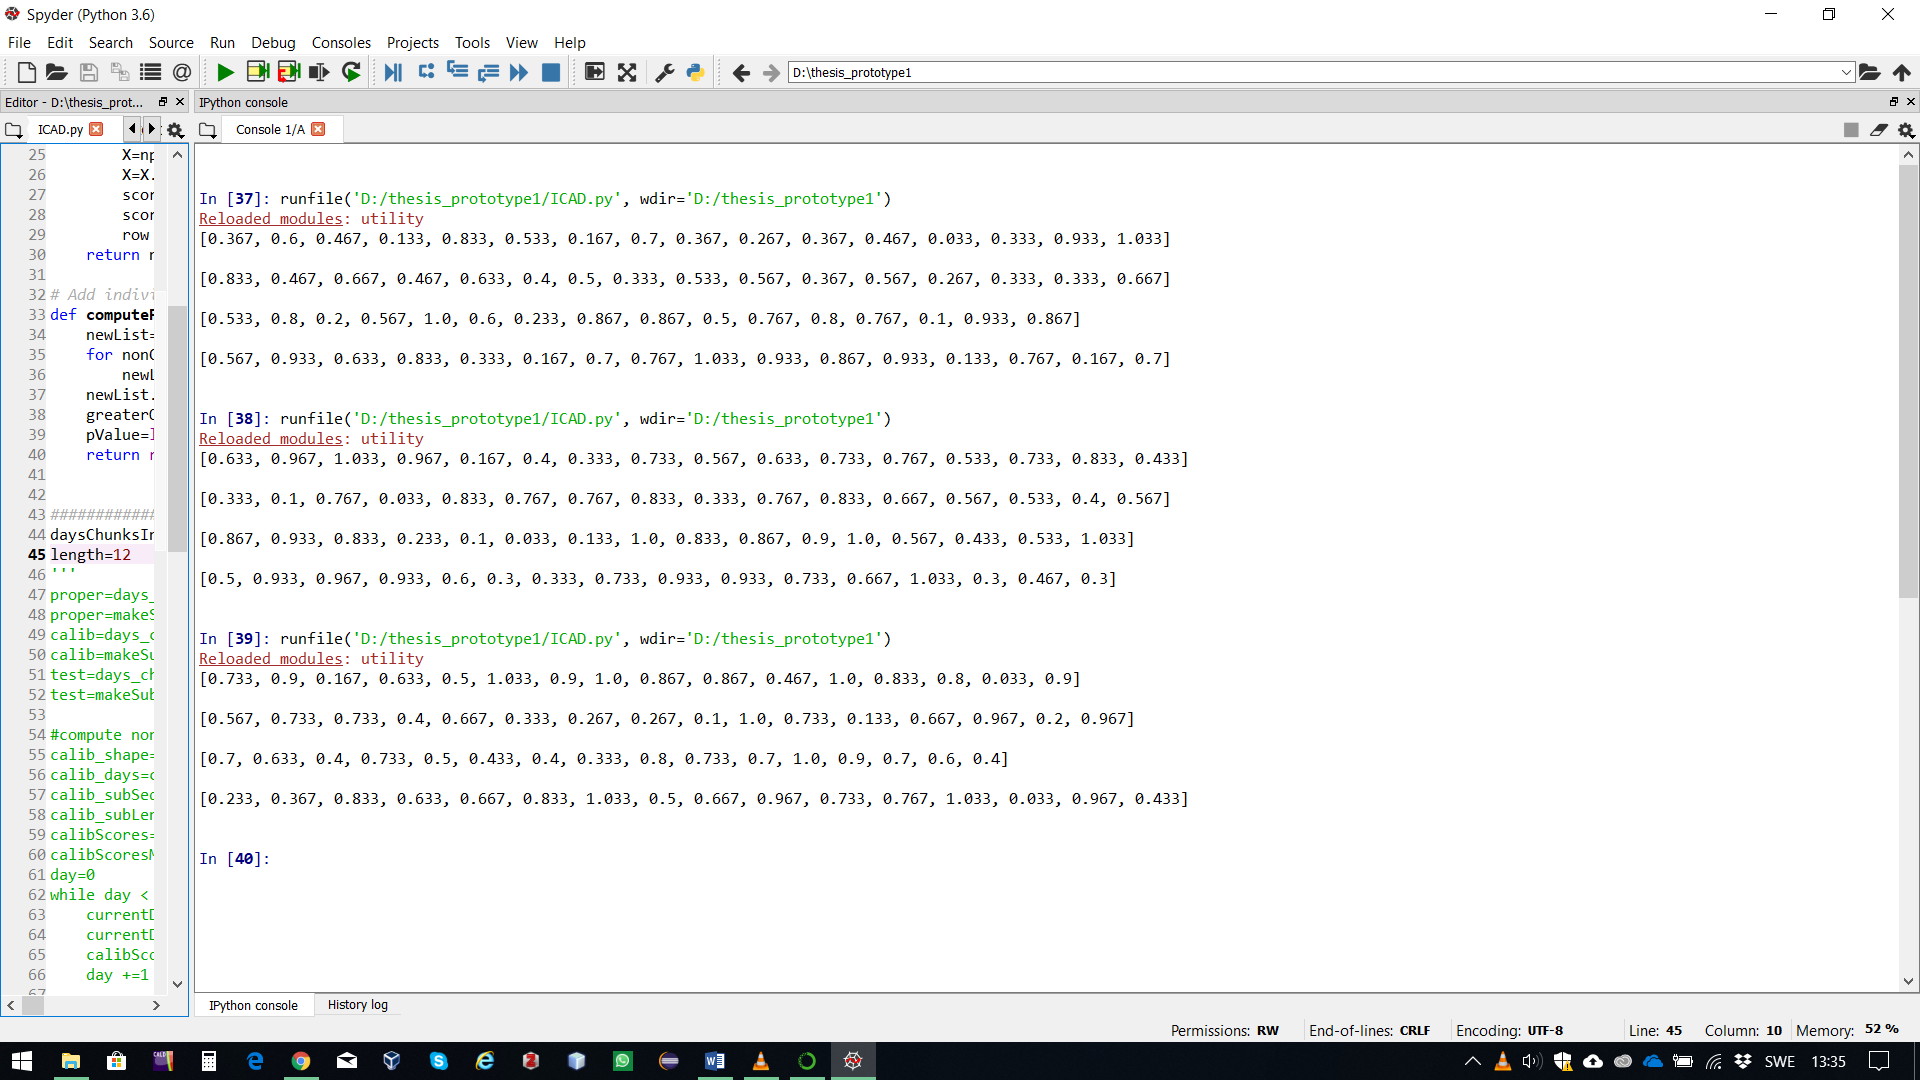 Spyder (Python 3.6)
File Edit Search Source Run Debug Consoles Projects Tools View Help
D:\thesis_prototype1
Editor - D:\thesis_prot...
IPython console
ICAD.py
Console 1/A
25 X=np
26 X=X.
27 scor
28 scor
29 row
30 return
31
32 # Add indivi
33 def compute
34 newList=
35 for non
36 new
37 newList.
38 greater
39 pValue=
40 return
41
42
43 ############
44 daysChunksIn
45 length=12
46 '''
47 proper=days_
48 proper=makeS
49 calib=days_c
50 calib=makeSu
51 test=days_ch
52 test=makeSub
53
54 #compute non
55 calib_shape=
56 calib_days=c
57 calib_subSec
58 calib_subLen
59 calibScores=
60 calibScores
61 day=0
62 while day <
63 current
64 current
65 calibSco
66 day +=1
67
In [37]: runfile('D:/thesis_prototype1/ICAD.py', wdir='D:/thesis_prototype1')
Reloaded modules: utility
[0.367, 0.6, 0.467, 0.133, 0.833, 0.533, 0.167, 0.7, 0.367, 0.267, 0.367, 0.467, 0.033, 0.333, 0.933, 1.033]
[0.833, 0.467, 0.667, 0.467, 0.633, 0.4, 0.5, 0.333, 0.533, 0.567, 0.367, 0.567, 0.267, 0.333, 0.333, 0.667]
[0.533, 0.8, 0.2, 0.567, 1.0, 0.6, 0.233, 0.867, 0.867, 0.5, 0.767, 0.8, 0.767, 0.1, 0.933, 0.867]
[0.567, 0.933, 0.633, 0.833, 0.333, 0.167, 0.7, 0.767, 1.033, 0.933, 0.867, 0.933, 0.133, 0.767, 0.167, 0.7]
In [38]: runfile('D:/thesis_prototype1/ICAD.py', wdir='D:/thesis_prototype1')
Reloaded modules: utility
[0.633, 0.967, 1.033, 0.967, 0.167, 0.4, 0.333, 0.733, 0.567, 0.633, 0.733, 0.767, 0.533, 0.733, 0.833, 0.433]
[0.333, 0.1, 0.767, 0.033, 0.833, 0.767, 0.767, 0.833, 0.333, 0.767, 0.833, 0.667, 0.567, 0.533, 0.4, 0.567]
[0.867, 0.933, 0.833, 0.233, 0.1, 0.033, 0.133, 1.0, 0.833, 0.867, 0.9, 1.0, 0.567, 0.433, 0.533, 1.033]
[0.5, 0.933, 0.967, 0.933, 0.6, 0.3, 0.333, 0.733, 0.933, 0.933, 0.733, 0.667, 1.033, 0.3, 0.467, 0.3]
In [39]: runfile('D:/thesis_prototype1/ICAD.py', wdir='D:/thesis_prototype1')
Reloaded modules: utility
[0.733, 0.9, 0.167, 0.633, 0.5, 1.033, 0.9, 1.0, 0.867, 0.867, 0.467, 1.0, 0.833, 0.8, 0.033, 0.9]
[0.567, 0.733, 0.733, 0.4, 0.667, 0.333, 0.267, 0.267, 0.1, 1.0, 0.733, 0.133, 0.667, 0.967, 0.2, 0.967]
[0.7, 0.633, 0.4, 0.733, 0.5, 0.433, 0.4, 0.333, 0.8, 0.733, 0.7, 1.0, 0.9, 0.7, 0.6, 0.4]
[0.233, 0.367, 0.833, 0.633, 0.667, 0.833, 1.033, 0.5, 0.667, 0.967, 0.733, 0.767, 1.033, 0.033, 0.967, 0.433]
In [40]:
IPython console History log
Permissions: RW End-of-lines: CRLF Encoding: UTF-8 Line: 45 Column: 10 Memory: 52 %
SWE 13:35